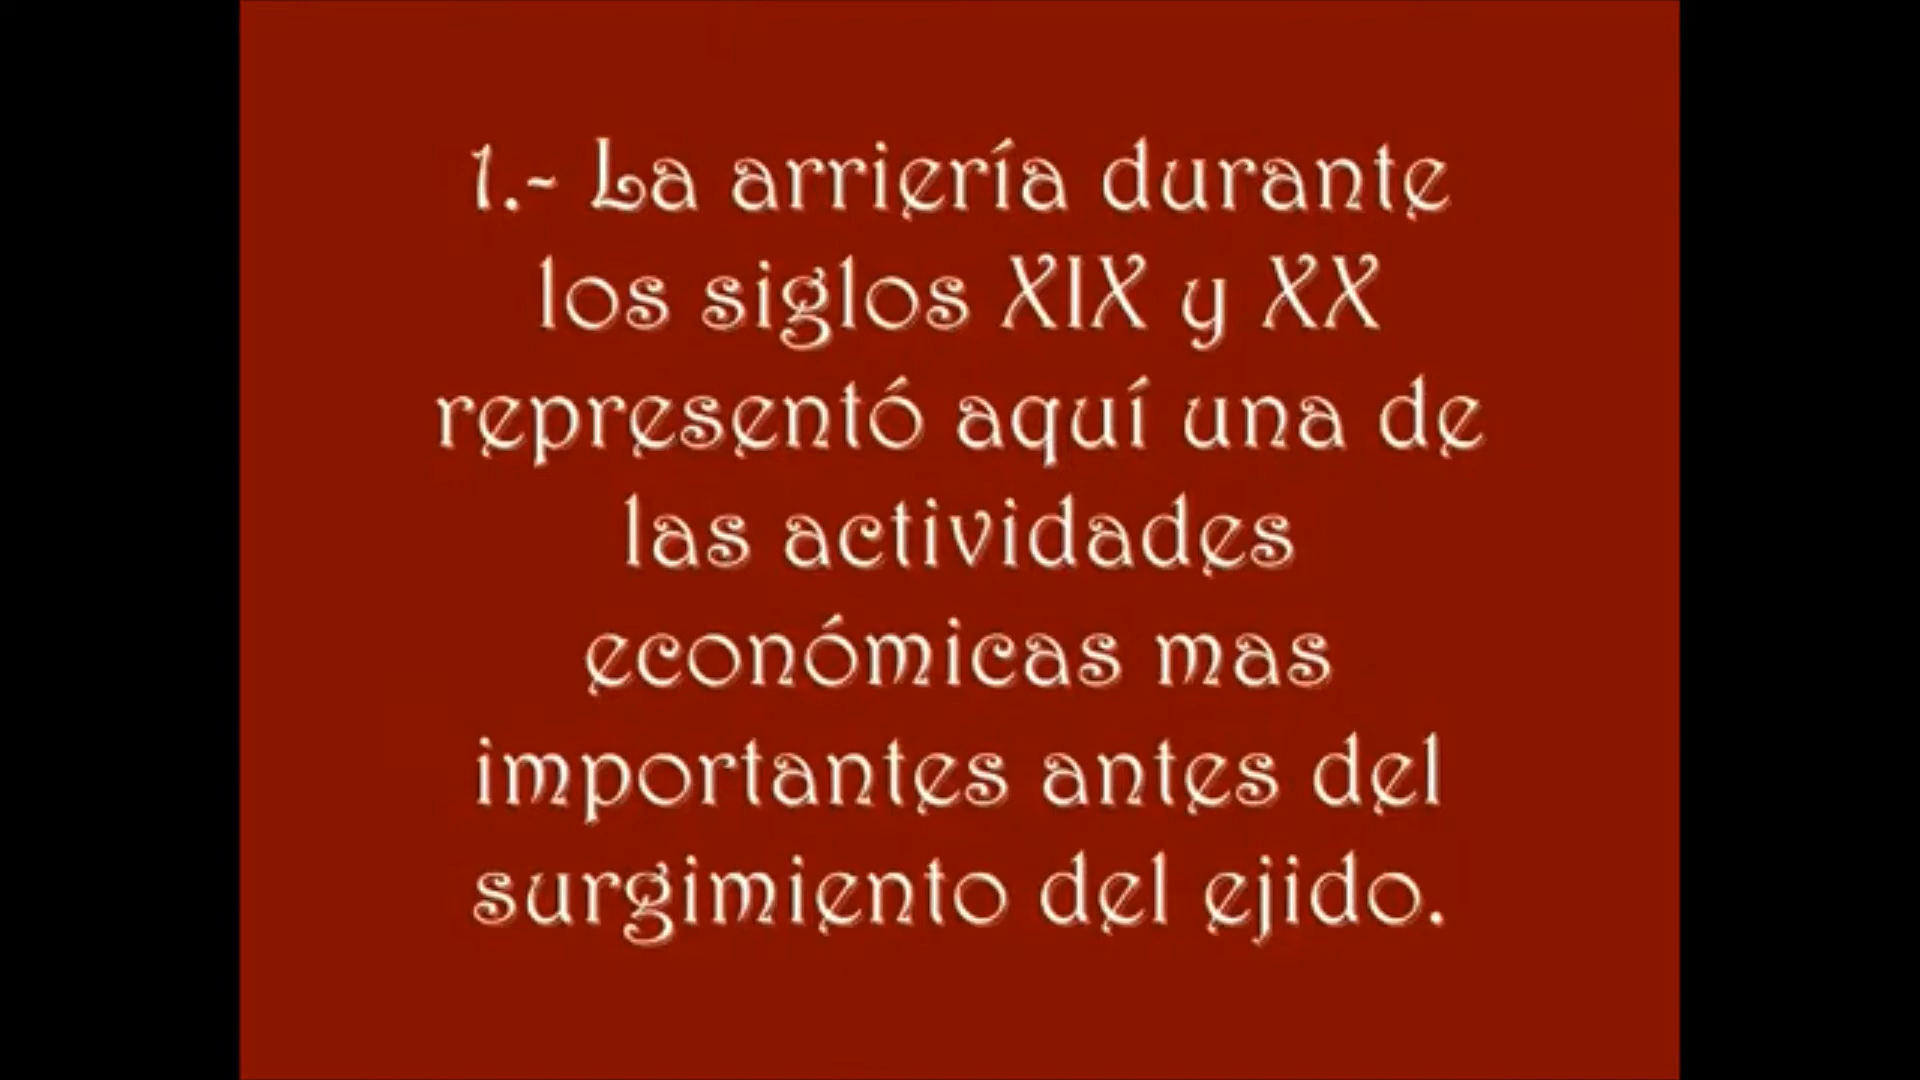 1.- La arriería durante
los siglos XIX y XX
representó aquí una de
las actividades
económicas mas
importantes antes del
surgimiento del ejido.